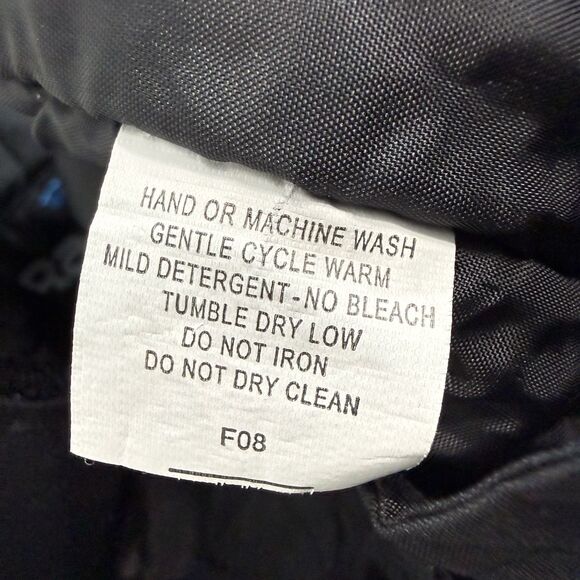 HAND OR MACHINE WASH
GENTLE CYCLE WARM
MILD DETERGENT-NO BLEACH
TUMBLE DRY LOW
DO NOT IRON
DO NOT DRY CLEAN
F08